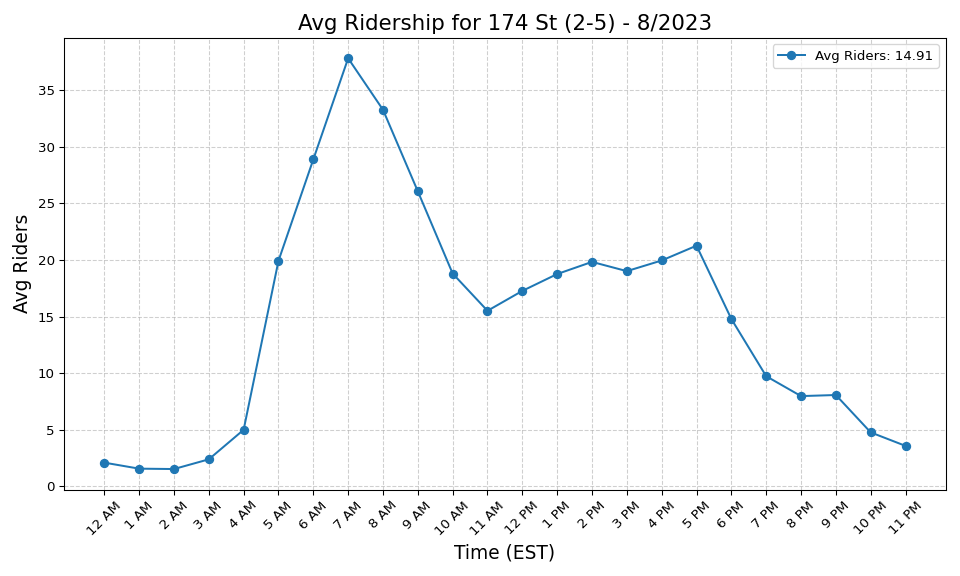 Avg Ridership for 174 St (2-5) - 8/2023
Avg Riders: 14.91
Avg Riders
35
30
25
20
15
10
5
0
12 AM
1 AM
2 AM
3 AM
4 AM
5 AM
6 AM
7 AM
8 AM
9 AM
10 AM
11 AM
12 PM
1 PM
2 PM
3 PM
4 PM
5 PM
6 PM
7 PM
8 PM
9 PM
10 PM
11 PM
Time (EST)